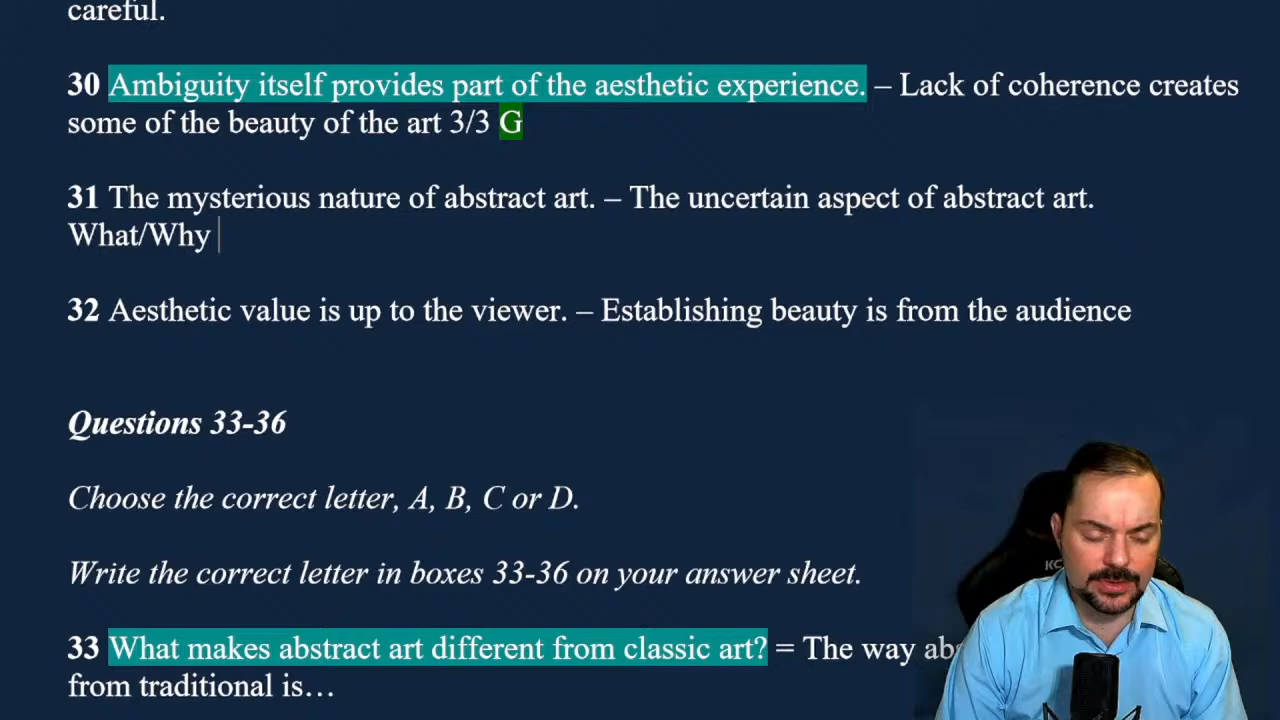 careful.
30 Ambiguity itself provides part of the aesthetic experience. – Lack of coherence creates
some of the beauty of the art 3/3 G
31 The mysterious nature of abstract art. – The uncertain aspect of abstract art.
What/Why
32 Aesthetic value is up to the viewer. – Establishing beauty is from the audience
Questions 33-36
Choose the correct letter, A, B, C or D.
Write the correct letter in boxes 33-36 on your answer sheet.
33 What makes abstract art different from classic art? = The way
from traditional is…